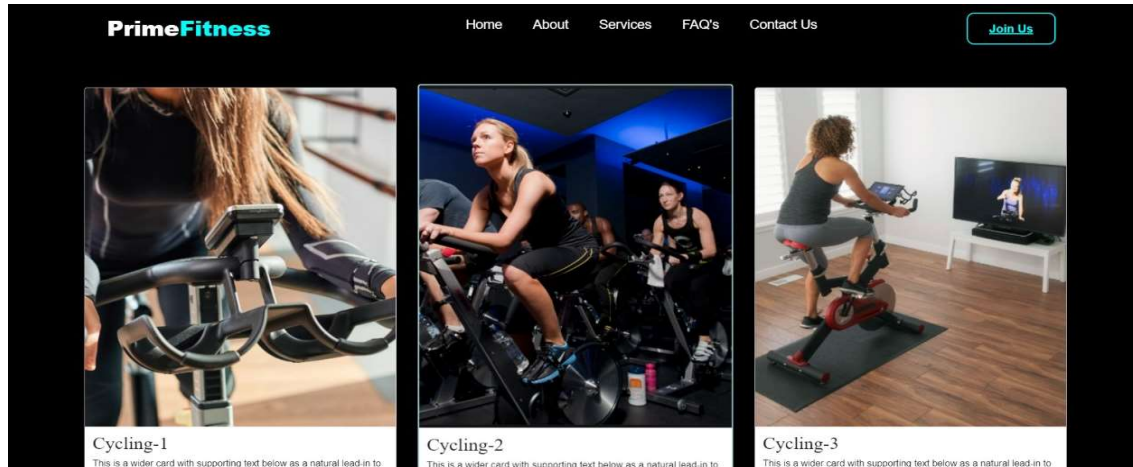 PrimeFitness
Home About Services FAQ's Contact Us
Join Us
Cycling-1
This is a wider card with supporting text below as a natural lead-in to
Cycling-2
This is a wider card with supporting text below as a natural lead-in to
Cycling-3
This is a wider card with supporting text below as a natural lead-in to